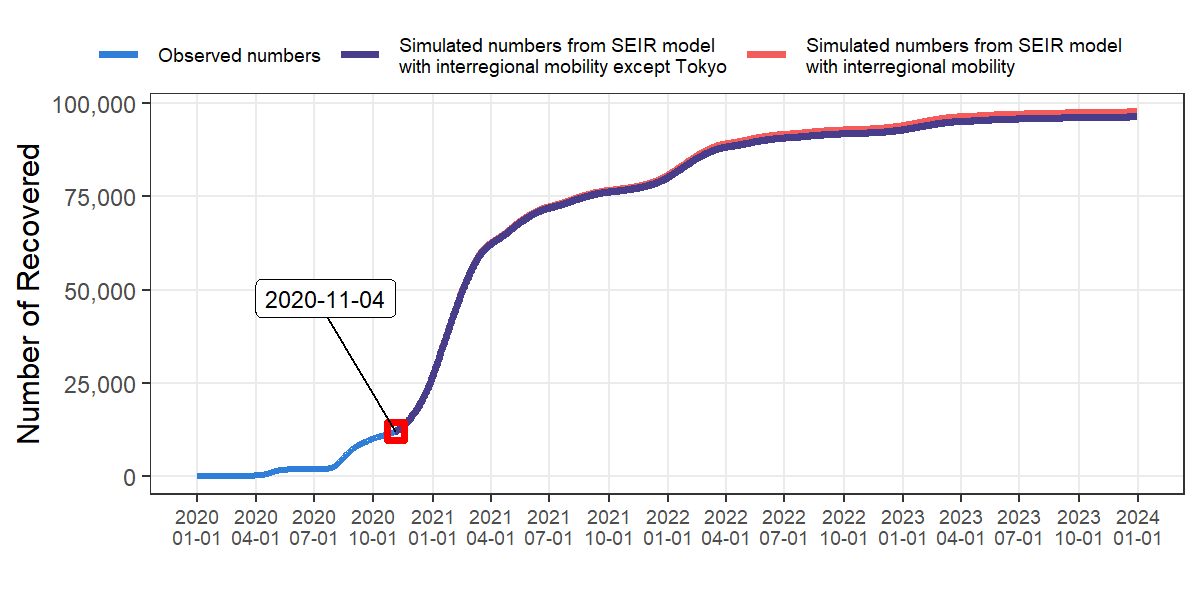 Observed numbers
Simulated numbers from SEIR model
with interregional mobility except Tokyo
Simulated numbers from SEIR model
with interregional mobility
Number of Recovered
100,000
75,000
50,000
25,000
0
2020-11-04
2020 2020 2020 2020 2021 2021 2021 2021 2022 2022 2022 2022 2023 2023 2023 2023 2024
01-01 04-01 07-01 10-01 01-01 04-01 07-01 10-01 01-01 04-01 07-01 10-01 01-01 04-01 07-01 10-01 01-01